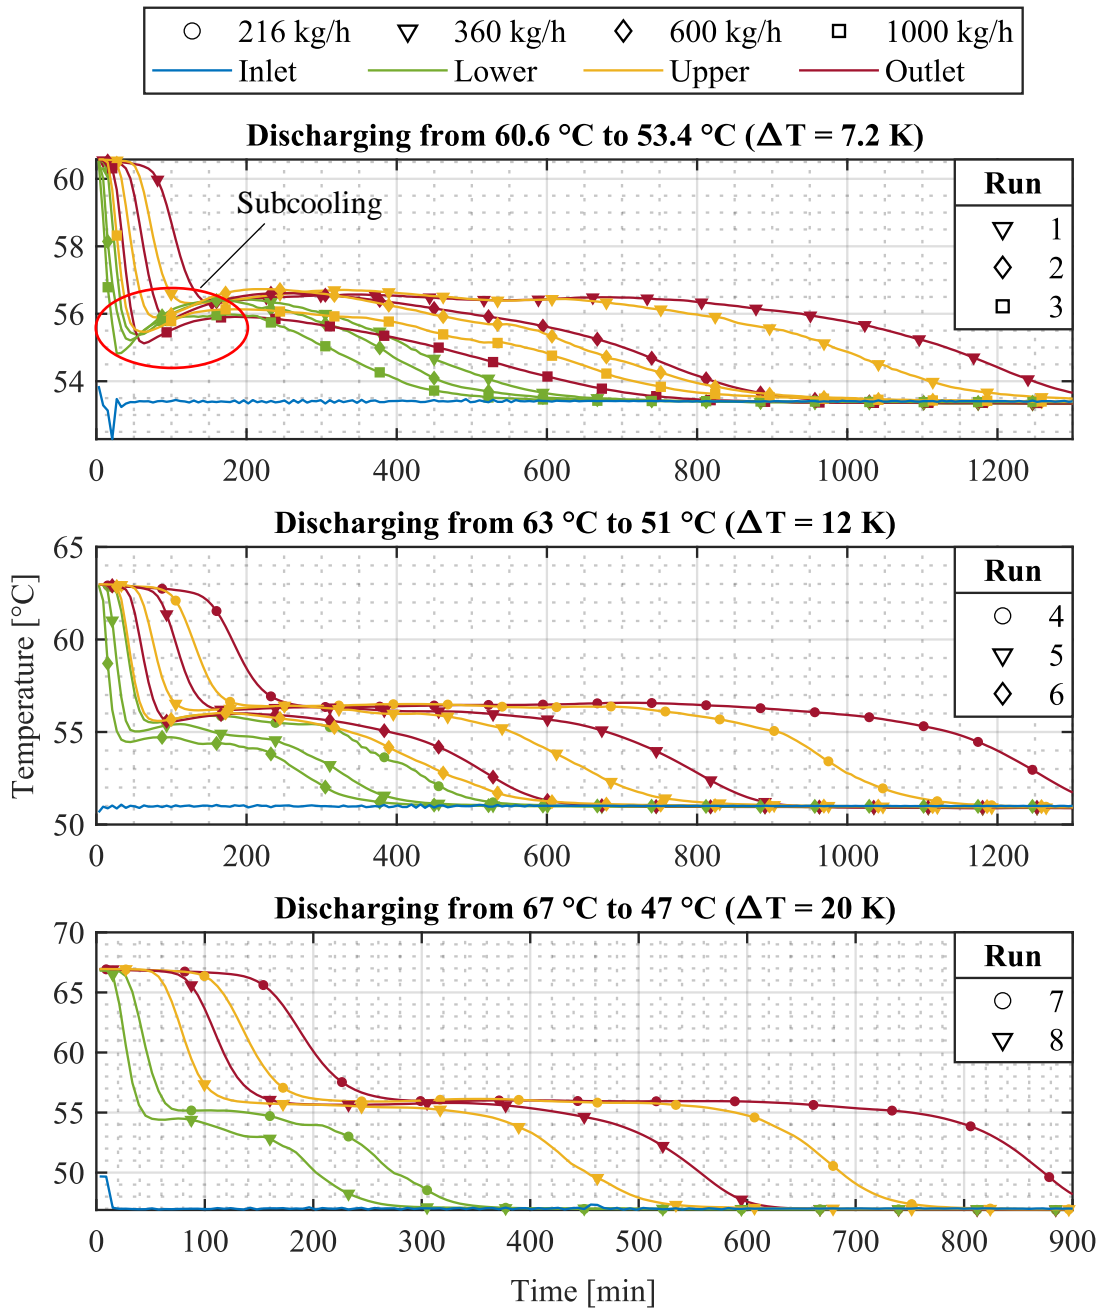 216 kg/h 360 kg/h 600 kg/h 1000 kg/h
Inlet Lower Upper Outlet
Discharging from 60.6 °C to 53.4 °C (ΔT = 7.2 K)
60
58
56
54
Subcooling
Run
1
2
3
0 200 400 600 800 1000 1200
Discharging from 63 °C to 51 °C (ΔT = 12 K)
65
60
55
50
Run
4
5
6
0 200 400 600 800 1000 1200
Temperature [°C]
Discharging from 67 °C to 47 °C (ΔT = 20 K)
70
65
60
55
50
Run
7
8
0 100 200 300 400 500 600 700 800 900
Time [min]